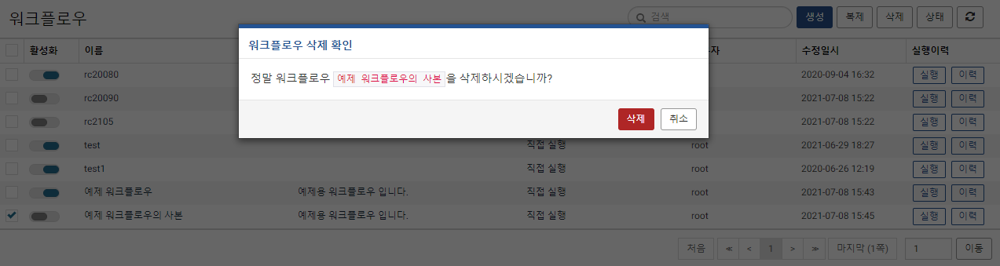 워크플로우
검색 생성 복제 삭제 상태
활성화 이름 자 수정일시 실행이력
워크플로우 삭제 확인
정말 워크플로우 예제 워크플로우의 사본 을 삭제하시겠습니까?
삭제 취소
rc20080 2020-09-04 16:32 실행 이력
rc20090 2021-07-08 15:22 실행 이력
rc2105 2021-07-08 15:22 실행 이력
test 직접 실행 root 2021-06-29 18:27 실행 이력
test1 직접 실행 root 2020-06-26 12:19 실행 이력
예제 워크플로우 예제용 워크플로우 입니다. 직접 실행 root 2021-07-08 15:43 실행 이력
예제 워크플로우의 사본 예제용 워크플로우 입니다. 직접 실행 root 2021-07-08 15:45 실행 이력
처음 ≪ < 1 > ≫ 마지막 (1쪽) 1 이동